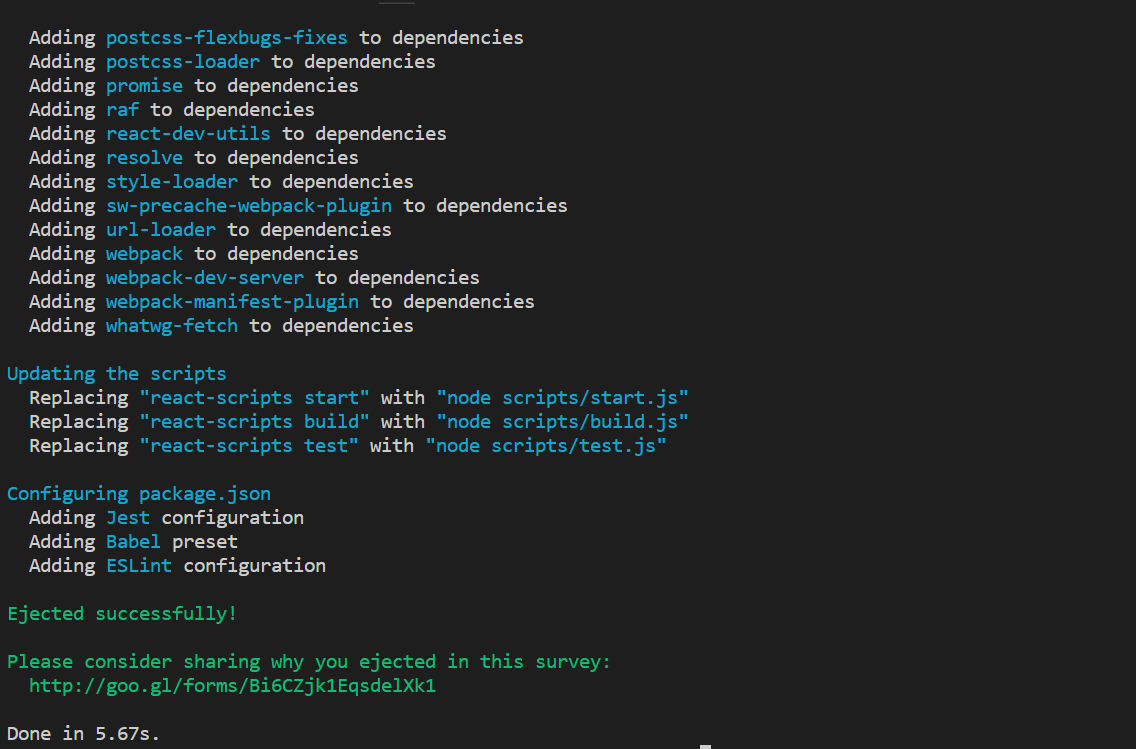 Adding postcss-flexbugs-fixes to dependencies
Adding postcss-loader to dependencies
Adding promise to dependencies
Adding raf to dependencies
Adding react-dev-utils to dependencies
Adding resolve to dependencies
Adding style-loader to dependencies
Adding sw-precache-webpack-plugin to dependencies
Adding url-loader to dependencies
Adding webpack to dependencies
Adding webpack-dev-server to dependencies
Adding webpack-manifest-plugin to dependencies
Adding whatwg-fetch to dependencies
Updating the scripts
Replacing "react-scripts start" with "node scripts/start.js"
Replacing "react-scripts build" with "node scripts/build.js"
Replacing "react-scripts test" with "node scripts/test.js"
Configuring package.json
Adding Jest configuration
Adding Babel preset
Adding ESLint configuration
Ejected successfully!
Please consider sharing why you ejected in this survey:
http://goo.gl/forms/Bi6CZjk1EqsdelXk1
Done in 5.67s.